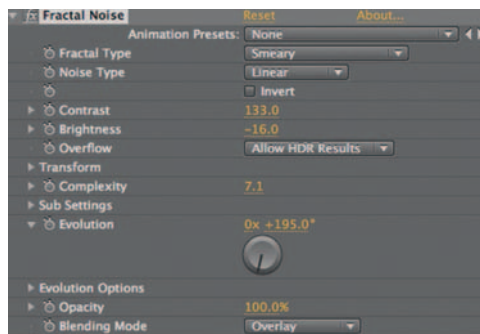 fx Fractal Noise Reset About...
Animation Presets: None
Fractal Type Smeary
Noise Type Linear
Invert
Contrast 133.0
Brightness -16.0
Overflow Allow HDR Results
Transform
Complexity 7.1
Sub Settings
Evolution 0x +195.0°
Evolution Options
Opacity 100.0%
Blending Mode Overlay